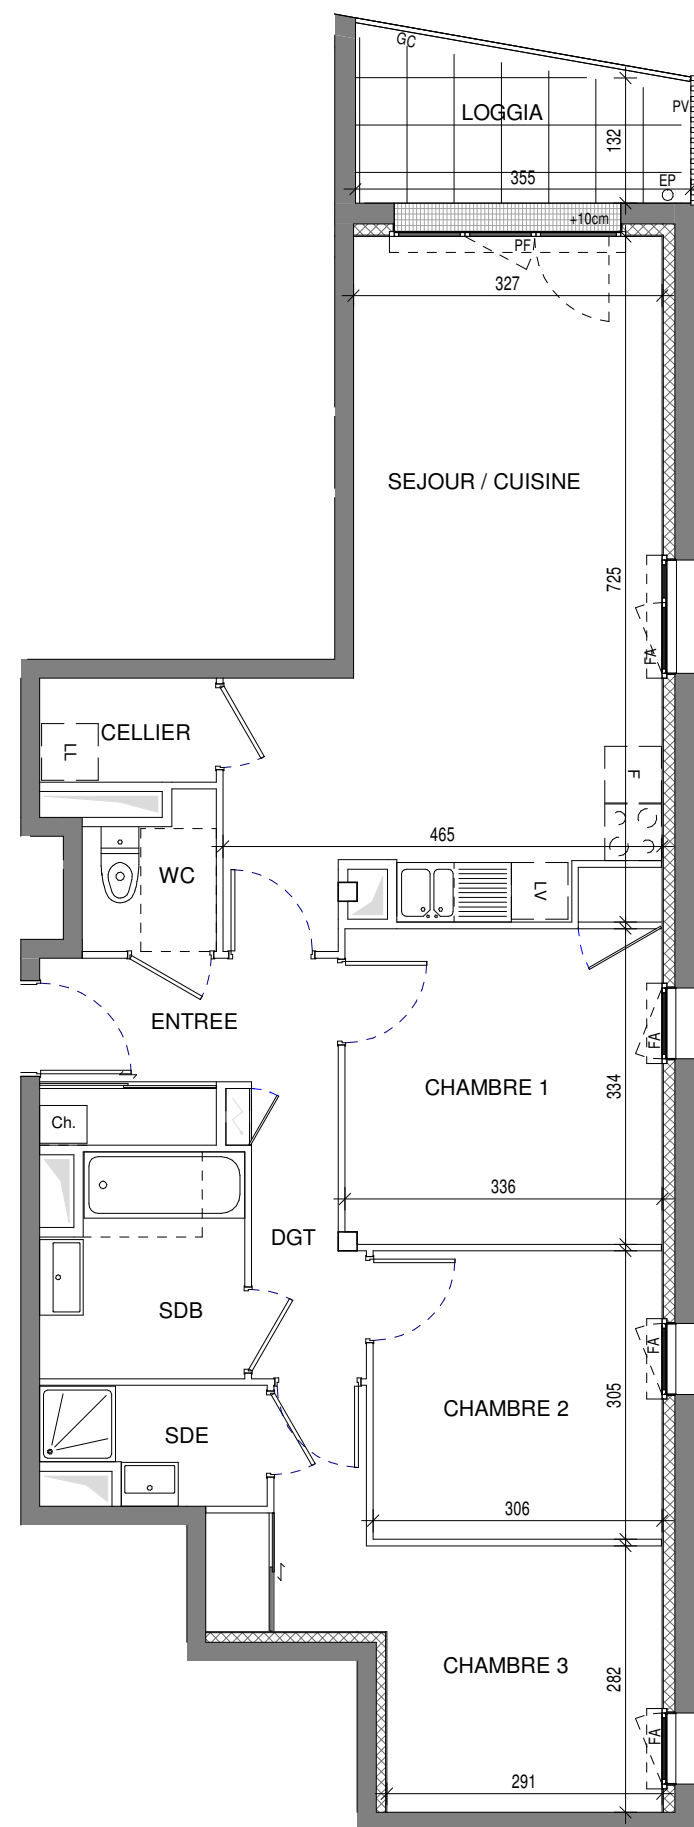 GC
LOGGIA
PV
132
355
EP
+10cm
PF
327
SEJOUR / CUISINE
725
FA
CELLIER
LL
F
465
WC
LV
ENTREE
FA
CHAMBRE 1
334
Ch.
336
DGT
SDB
FA
305
CHAMBRE 2
SDE
306
CHAMBRE 3
282
FA
291